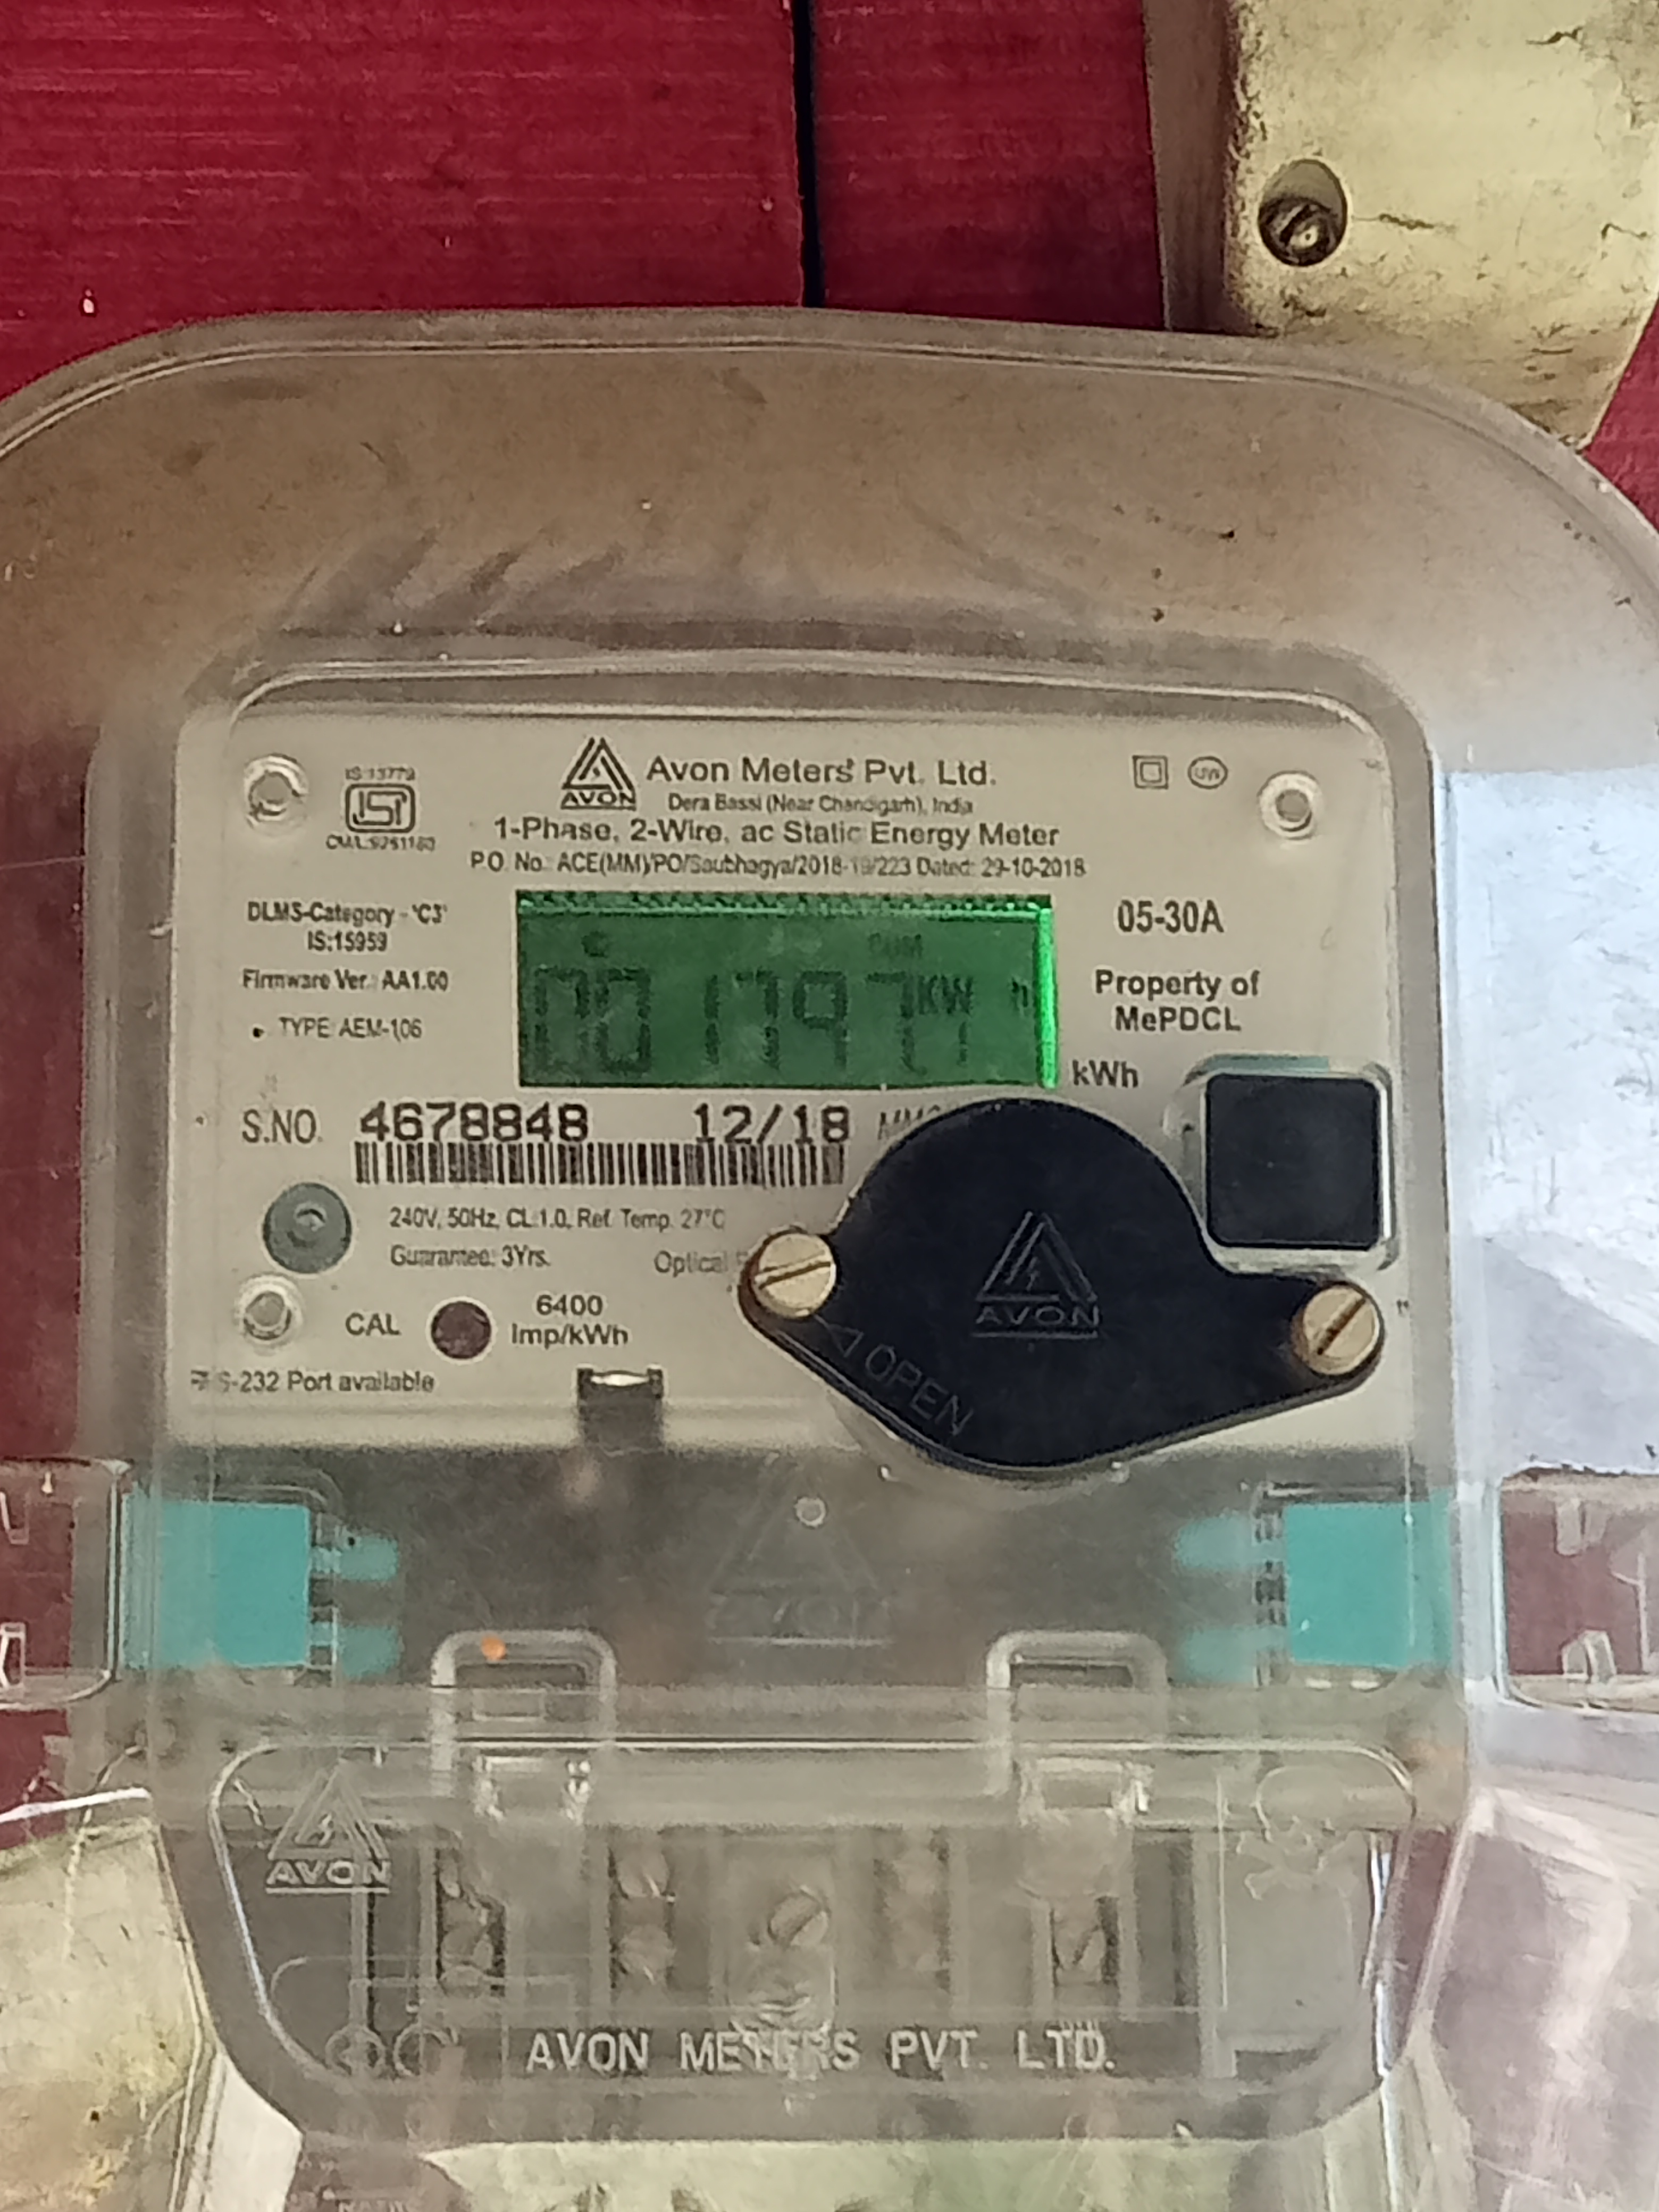 IS:13779
ISI
AVON
Avon Meters Pvt. Ltd.
Dera Bassi (Near Chandigarh), India
1-Phase, 2-Wire, ac Static Energy Meter
P.O. No.: ACE(MM)/PO/Saubhagya/2018-19/223 Dated: 29-10-2018
DLMS-Category - 'C3'
IS:15959
Firmware Ver.: AA1.00
TYPE AEM-106
CUM
KW h
05-30A
Property of
MePDCL
kWh
S.NO. 4678848 12/18
240V, 50Hz, CL.1.0, Ref. Temp. 27°C
Guarantee: 3Yrs.
Optical
CAL
6400
Imp/kWh
RS-232 Port available
AVON
OPEN
AVON
AVON
AVON METERS PVT. LTD.